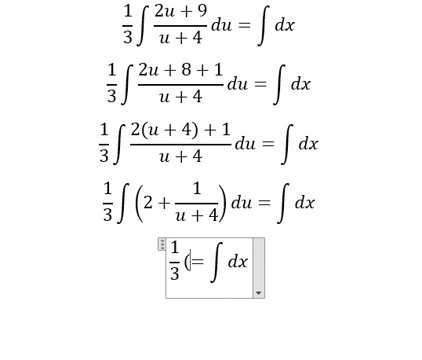 1/3 ∫ (2u + 9)/(u + 4) du = ∫ dx
1/3 ∫ (2u + 8 + 1)/(u + 4) du = ∫ dx
1/3 ∫ (2(u + 4) + 1)/(u + 4) du = ∫ dx
1/3 ∫ (2 + 1/(u + 4)) du = ∫ dx
1/3 (= ∫ dx